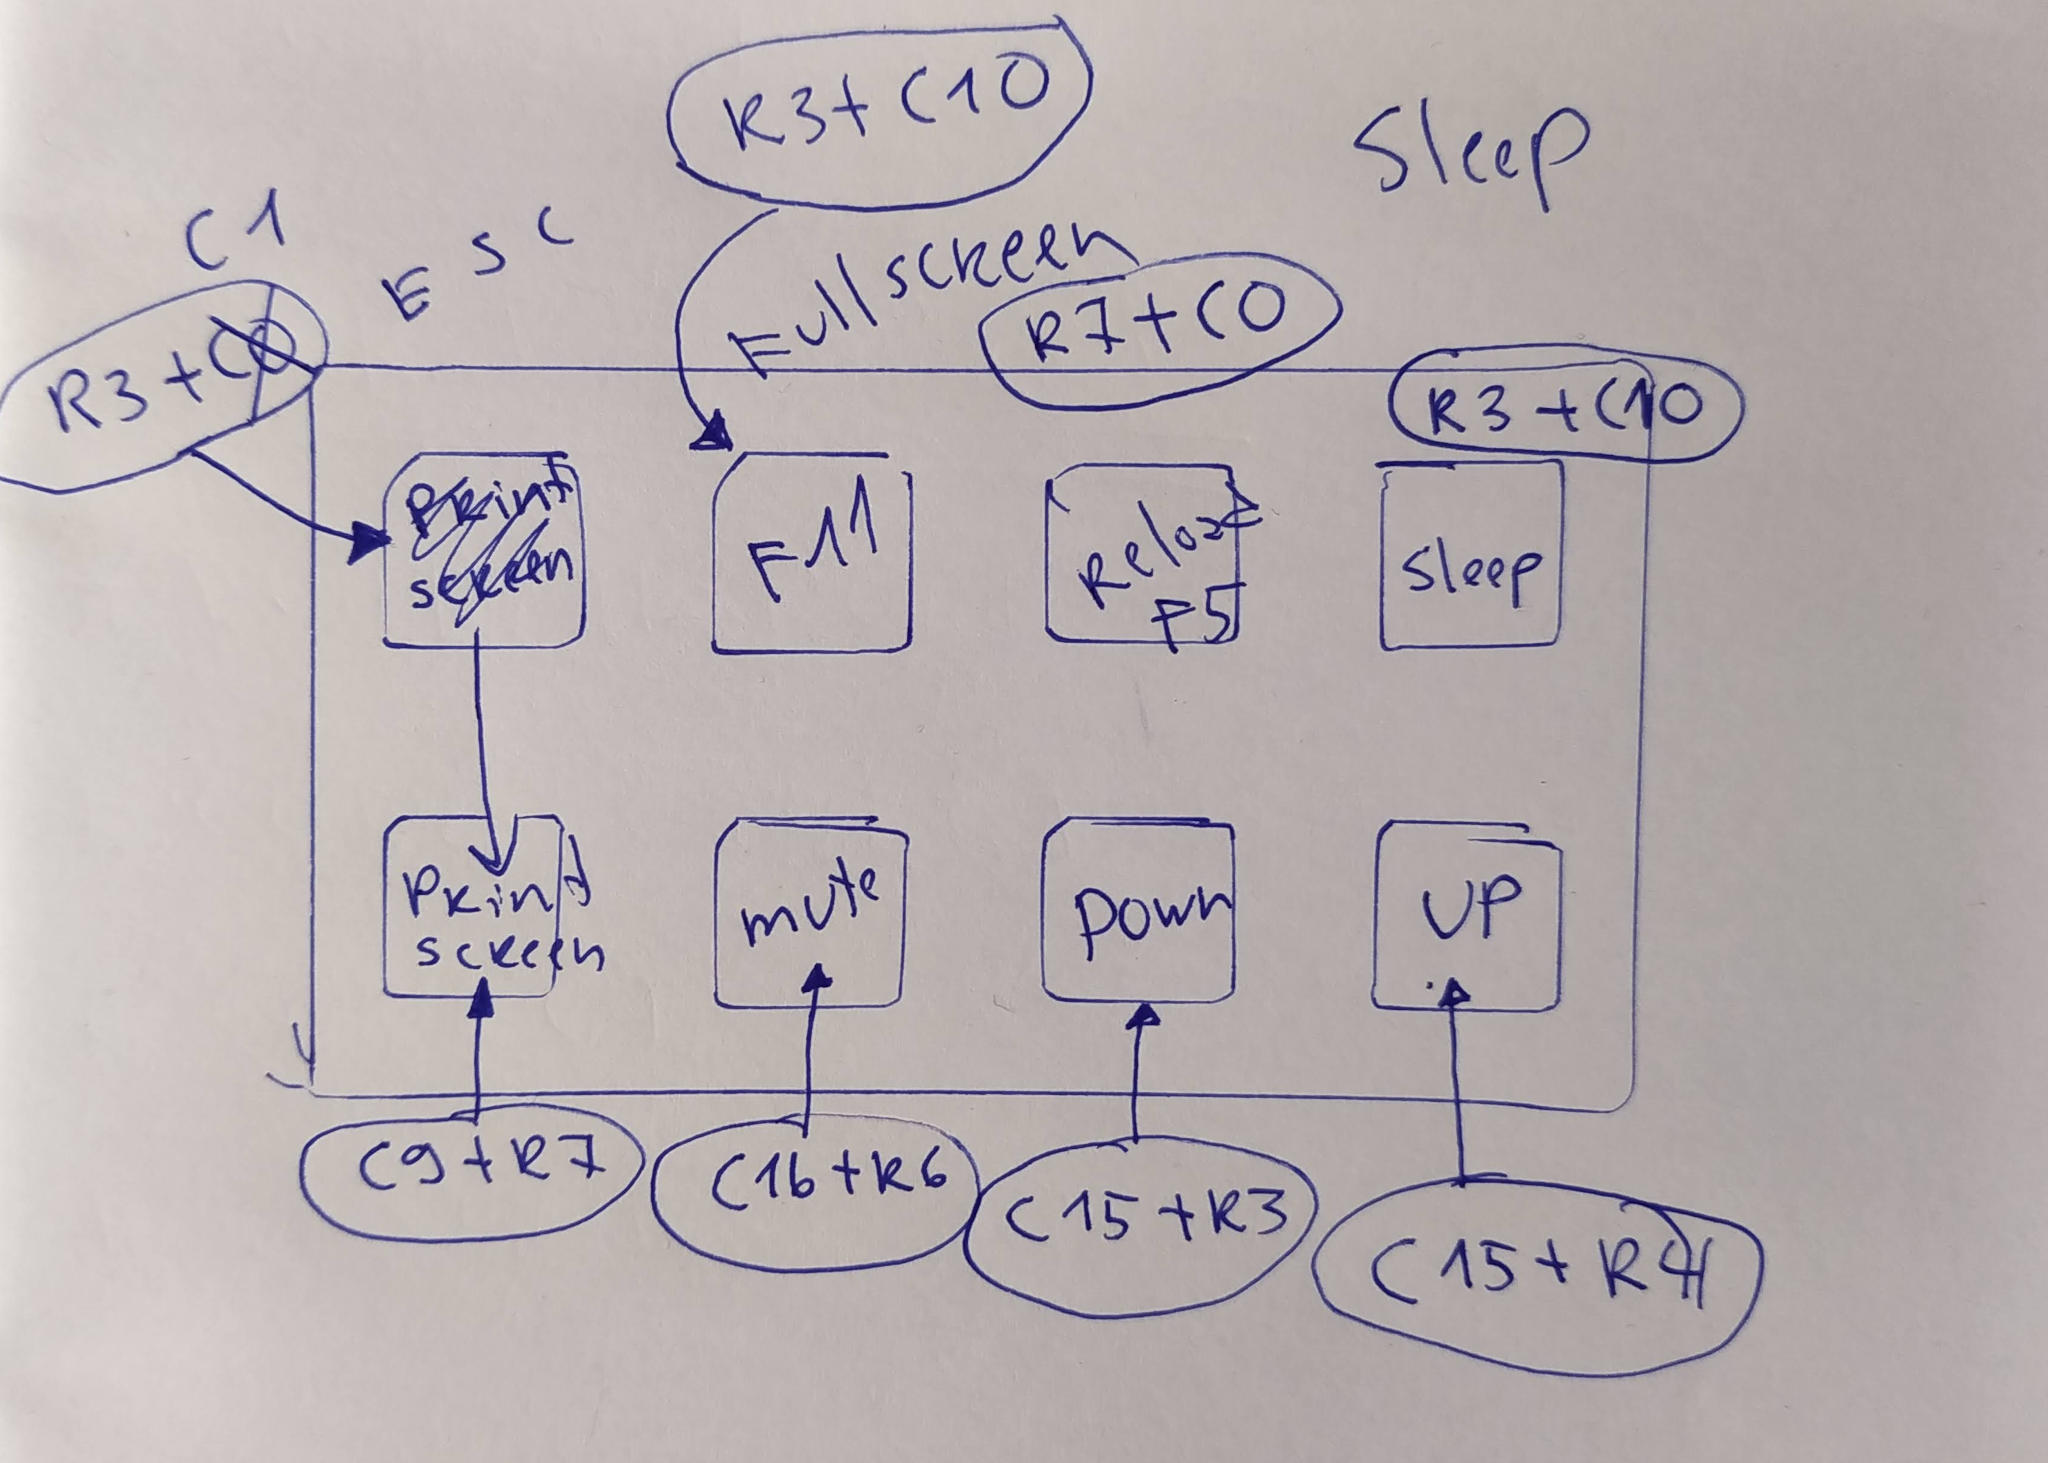 R3+C10
Sleep
C1
ESC
Fullscreen
R7+C0
R3+C0
R3+C10
Print
screen
F11
Reload
F5
Sleep
Print
screen
mute
Down
UP
C9+R7
C16+R6
C15+R3
C15+R4